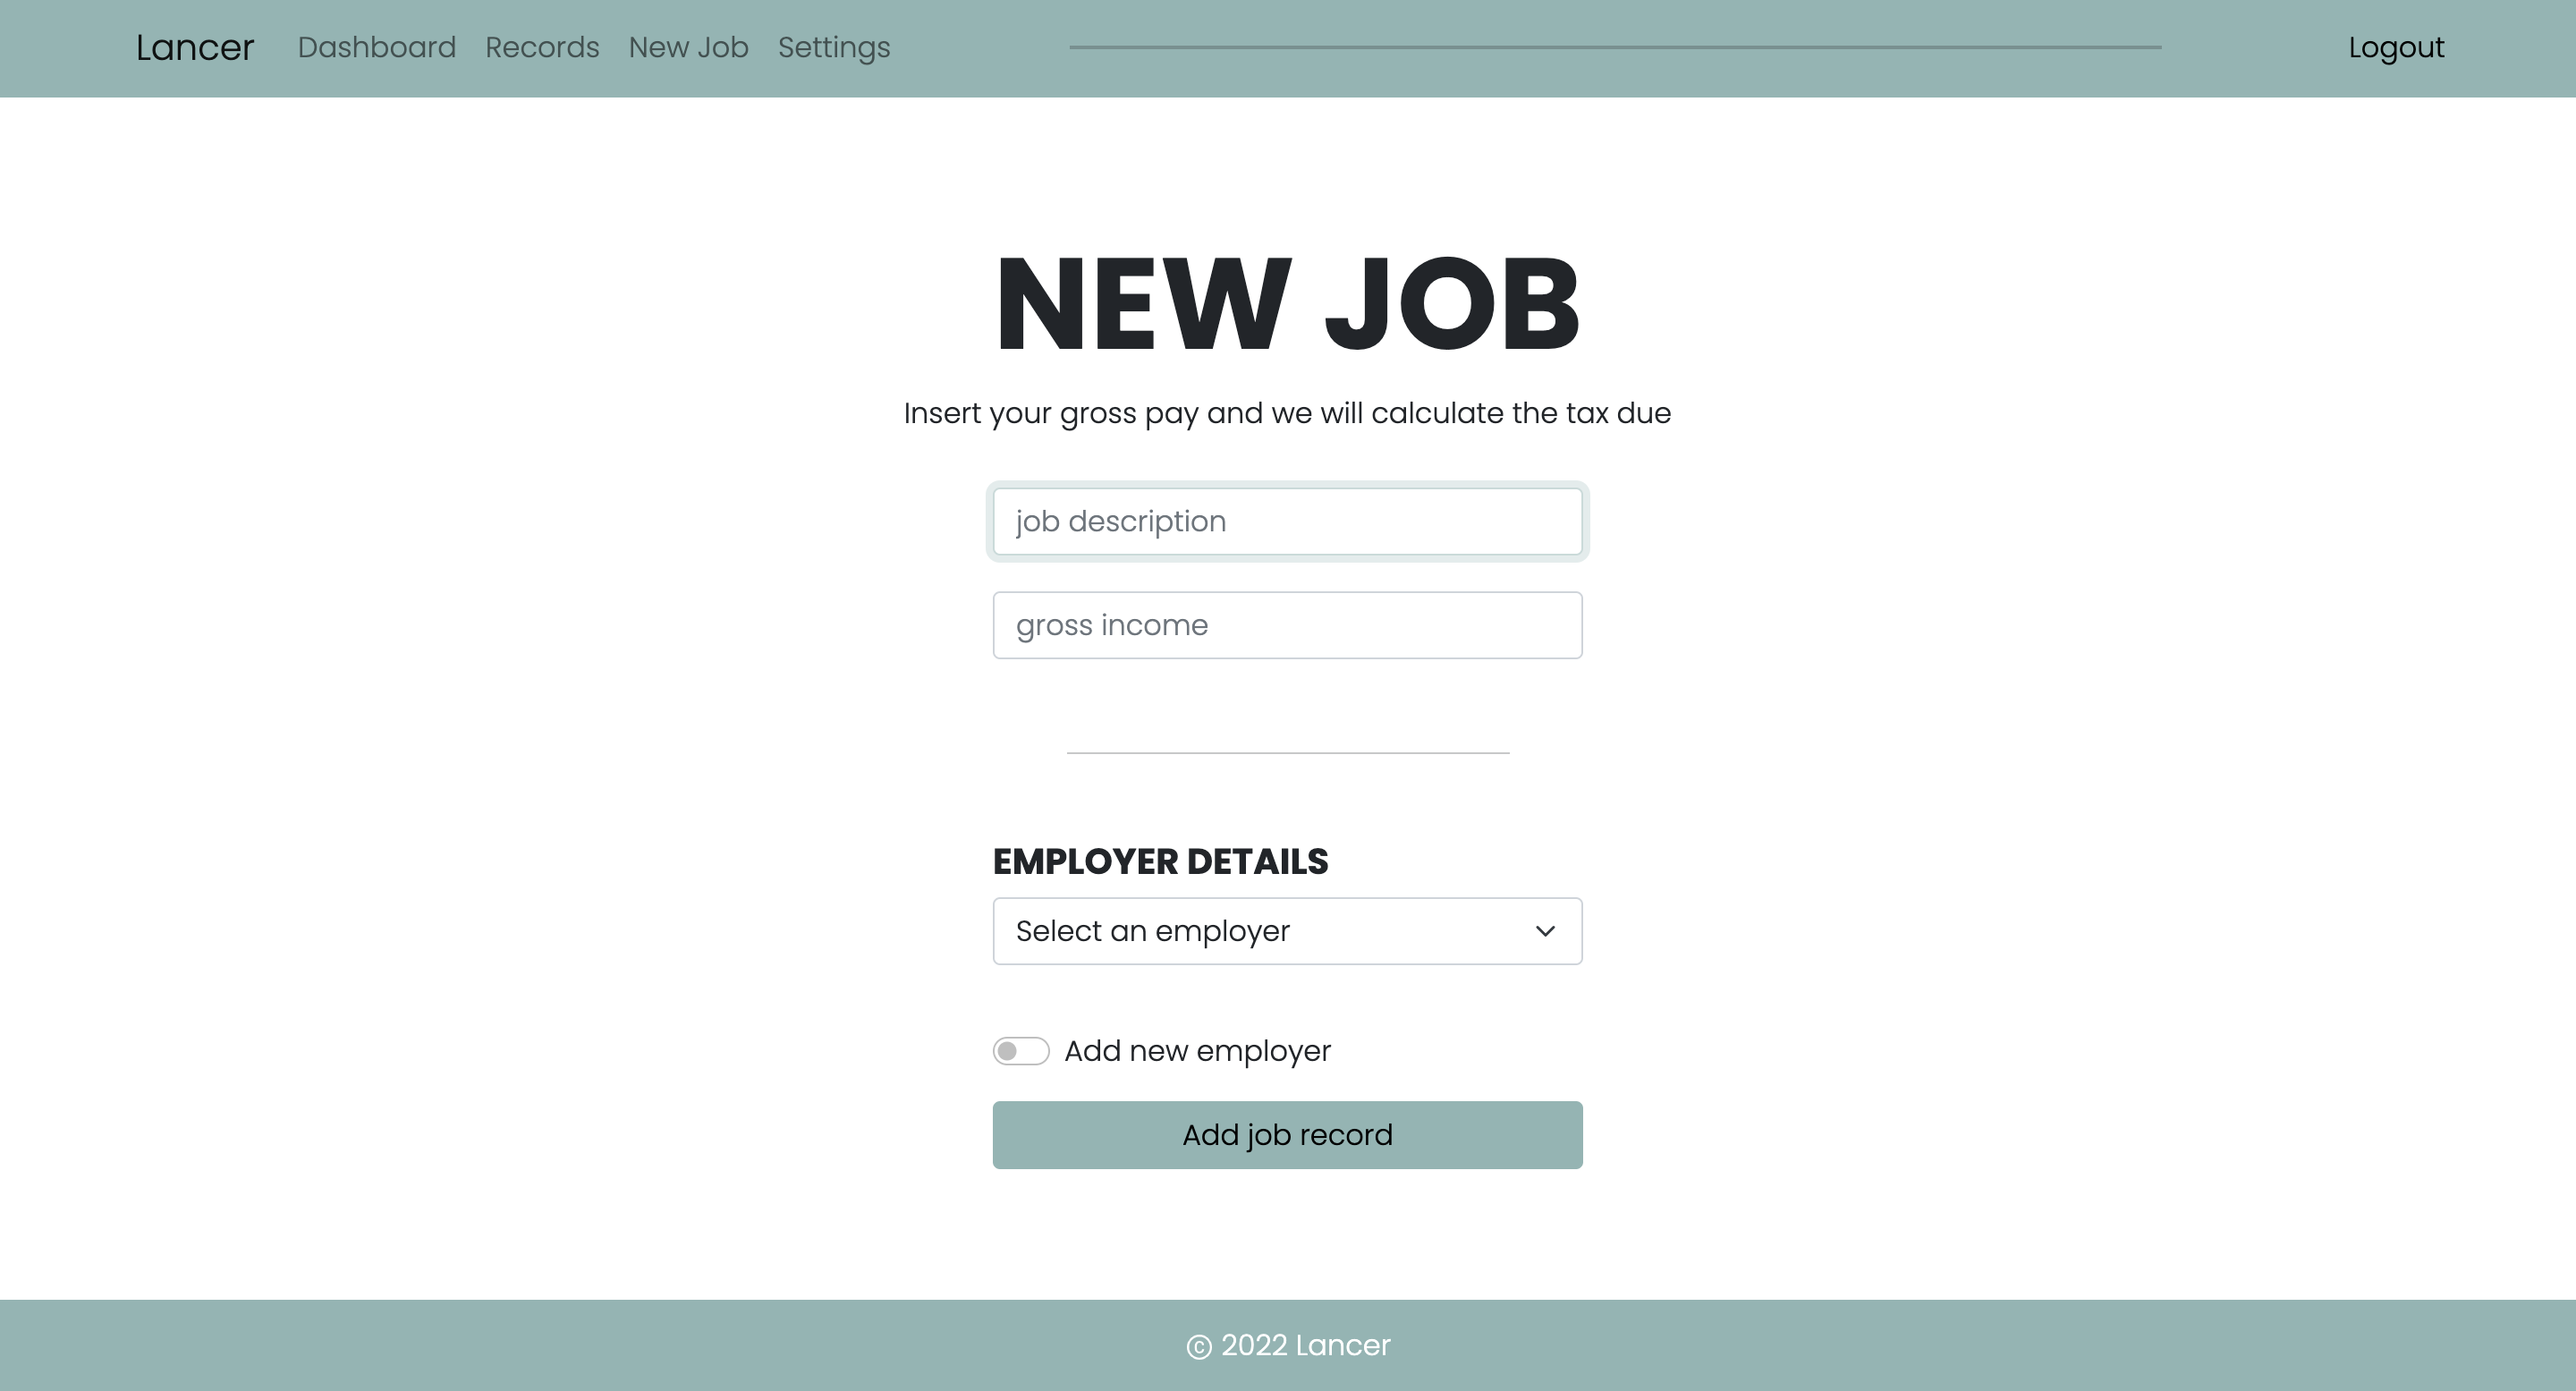 Lancer Dashboard Records New Job Settings Logout
NEW JOB
Insert your gross pay and we will calculate the tax due
job description
gross income
EMPLOYER DETAILS
Select an employer
Add new employer
Add job record
© 2022 Lancer